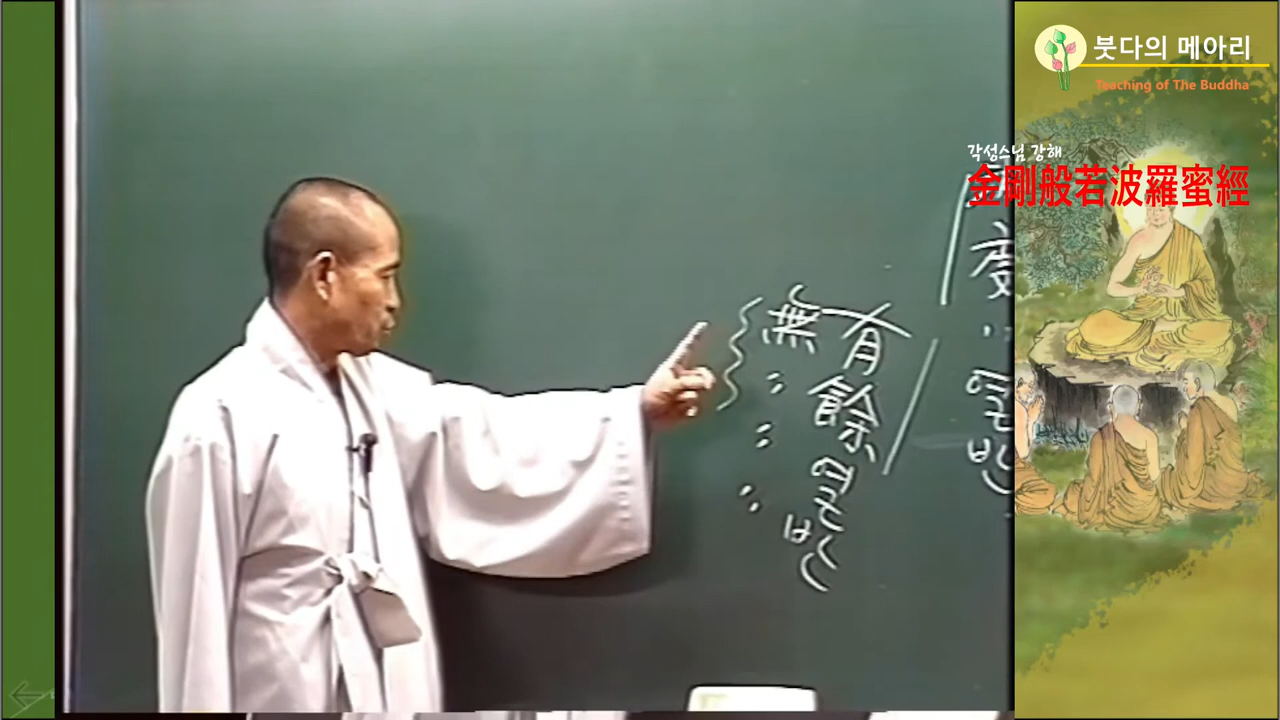 붓다의 메아리
Teaching of The Buddha
각성스님 강해
金剛般若波羅蜜經
變〃열반
有餘열반
無〃〃〃